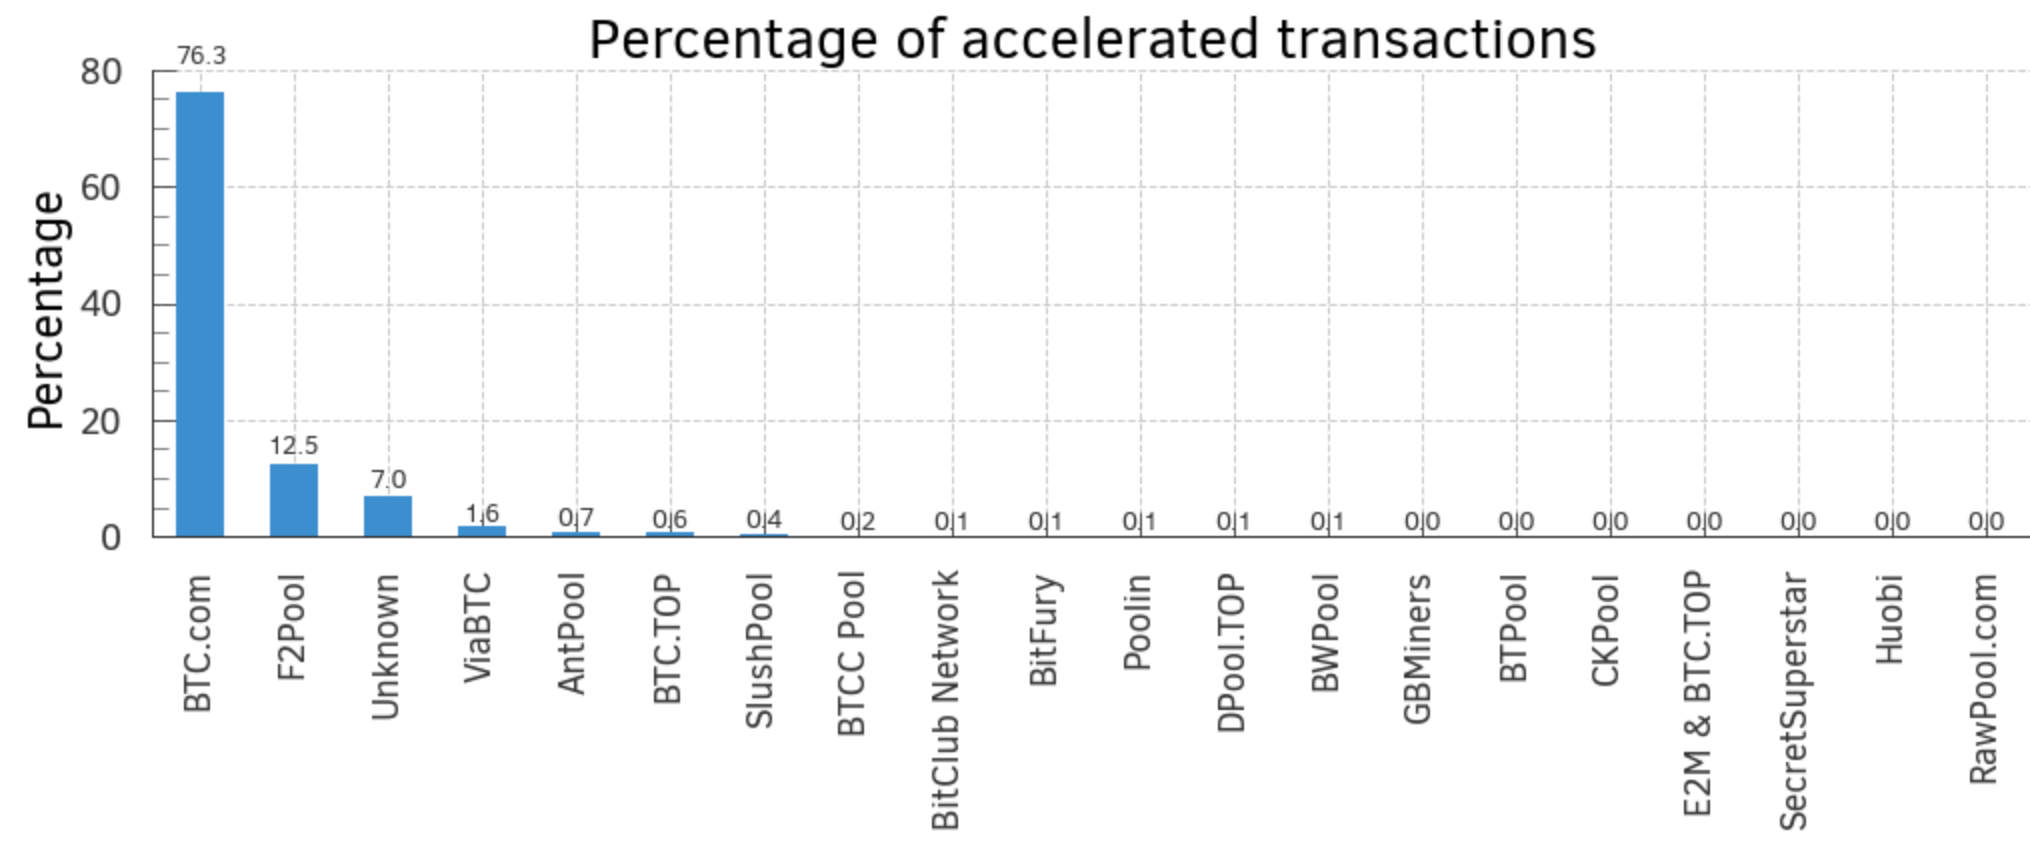 Percentage of accelerated transactions
Percentage
80
60
40
20
0
76.3
12.5
7.0
1.6
0.7
0.6
0.4
0.2
0.1
0.1
0.1
0.1
0.1
0.0
0.0
0.0
0.0
0.0
0.0
0.0
BTC.com
F2Pool
Unknown
ViaBTC
AntPool
BTC.TOP
SlushPool
BTCC Pool
BitClub Network
BitFury
Poolin
DPool.TOP
BWPool
GBMiners
BTPool
CKPool
E2M & BTC.TOP
SecretSuperstar
Huobi
RawPool.com